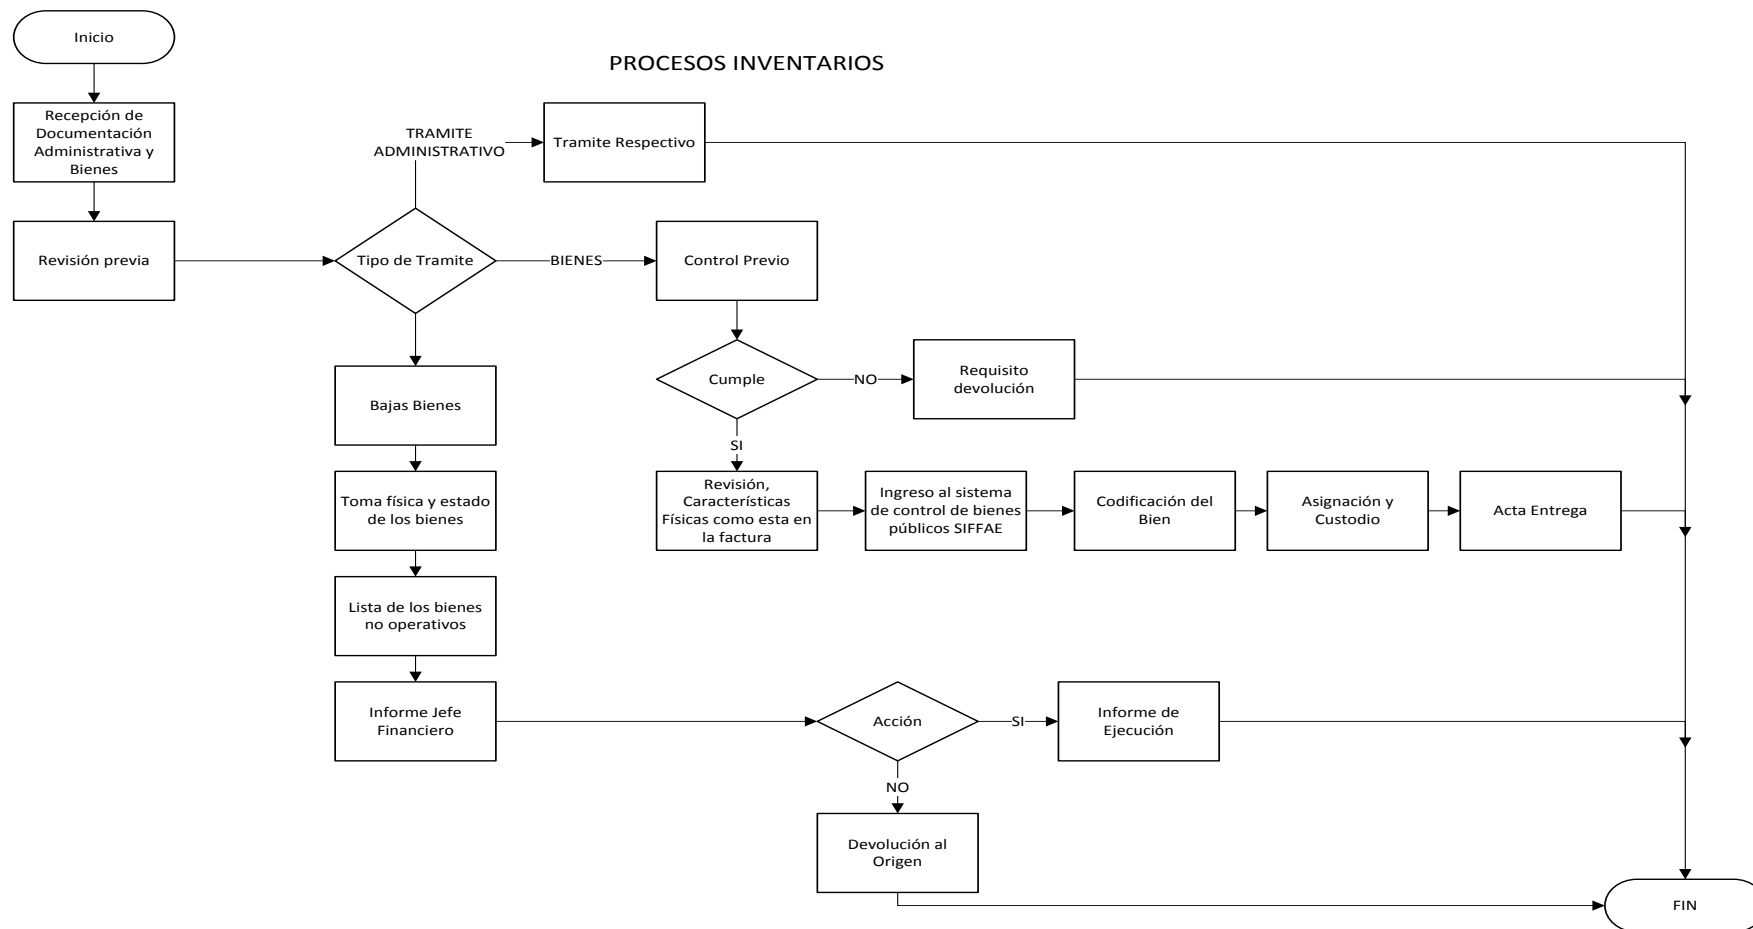 Inicio
PROCESOS INVENTARIOS
Recepción de
Documentación
Administrativa y
Bienes
TRAMITE
ADMINISTRATIVO
Tramite Respectivo
Revisión previa
Tipo de Tramite
BIENES
Control Previo
Cumple
NO
Requisito
devolución
SI
Bajas Bienes
Toma física y estado
de los bienes
Revisión,
Characterísticas
Físicas como esta en
la factura
Ingreso al sistema
de control de bienes
públicos SIFFAE
Codificación del
Bien
Asignación y
Custodio
Acta Entrega
Lista de los bienes
no operativos
Informe Jefe
Financiero
Acción
SI
Informe de
Ejecución
NO
Devolución al
Origen
FIN